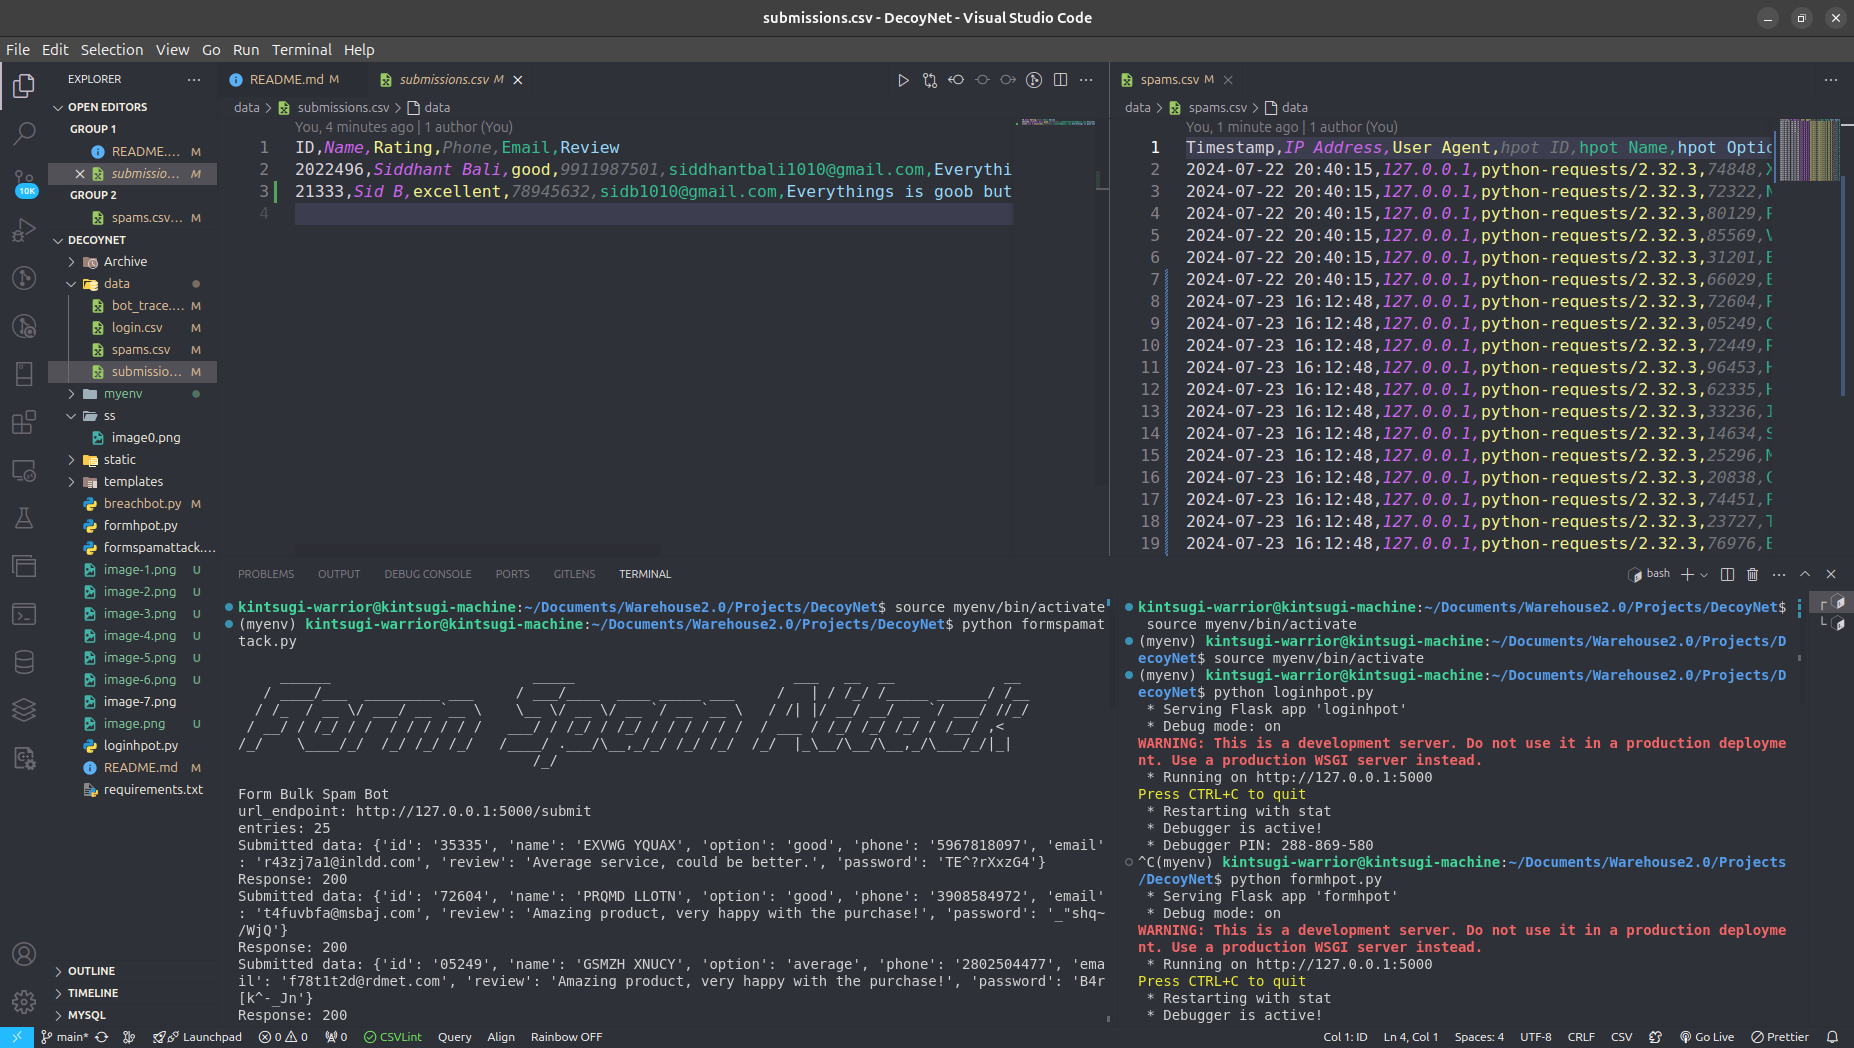 submissions.csv - DecoyNet - Visual Studio Code
File Edit Selection View Go Run Terminal Help
EXPLORER
OPEN EDITORS
GROUP 1
README.... M
submissio... M
GROUP 2
spams.csv... M
DECOYNET
Archive
data
bot_trace.... M
login.csv M
spams.csv M
submissio... M
myenv
ss
image0.png
static
templates
breachbot.py M
formhpot.py
formspamattack....
image-1.png U
image-2.png U
image-3.png U
image-4.png U
image-5.png U
image-6.png U
image-7.png
image.png U
loginhpot.py
README.md M
requirements.txt
OUTLINE
TIMELINE
MYSQL
10K
README.md M submissions.csv M
data > submissions.csv > data
You, 4 minutes ago | 1 author (You)
1 ID,Name,Rating,Phone,Email,Review
2 2022496,Siddhant Bali,good,9911987501,siddhantbali1010@gmail.com,Everythi
3 21333,Sid B,excellent,78945632,sidb1010@gmail.com,Everythings is goob but
4
spams.csv M
data > spams.csv > data
You, 1 minute ago | 1 author (You)
1 Timestamp,IP Address,User Agent,hpot ID,hpot Name,hpot Optic
2 2024-07-22 20:40:15,127.0.0.1,python-requests/2.32.3,74848,X
3 2024-07-22 20:40:15,127.0.0.1,python-requests/2.32.3,72322,N
4 2024-07-22 20:40:15,127.0.0.1,python-requests/2.32.3,80129,F
5 2024-07-22 20:40:15,127.0.0.1,python-requests/2.32.3,85569,V
6 2024-07-22 20:40:15,127.0.0.1,python-requests/2.32.3,31201,E
7 2024-07-22 20:40:15,127.0.0.1,python-requests/2.32.3,66029,E
8 2024-07-23 16:12:48,127.0.0.1,python-requests/2.32.3,72604,P
9 2024-07-23 16:12:48,127.0.0.1,python-requests/2.32.3,05249,G
10 2024-07-23 16:12:48,127.0.0.1,python-requests/2.32.3,72449,F
11 2024-07-23 16:12:48,127.0.0.1,python-requests/2.32.3,96453,H
12 2024-07-23 16:12:48,127.0.0.1,python-requests/2.32.3,62335,H
13 2024-07-23 16:12:48,127.0.0.1,python-requests/2.32.3,33236,I
14 2024-07-23 16:12:48,127.0.0.1,python-requests/2.32.3,14634,S
15 2024-07-23 16:12:48,127.0.0.1,python-requests/2.32.3,25296,M
16 2024-07-23 16:12:48,127.0.0.1,python-requests/2.32.3,20838,C
17 2024-07-23 16:12:48,127.0.0.1,python-requests/2.32.3,74451,F
18 2024-07-23 16:12:48,127.0.0.1,python-requests/2.32.3,23727,T
19 2024-07-23 16:12:48,127.0.0.1,python-requests/2.32.3,76976,E
PROBLEMS OUTPUT DEBUG CONSOLE PORTS GITLENS TERMINAL
bash
kintsugi-warrior@kintsugi-machine:~/Documents/Warehouse2.0/Projects/DecoyNet$ source myenv/bin/activate
(myenv) kintsugi-warrior@kintsugi-machine:~/Documents/Warehouse2.0/Projects/DecoyNet$ python formspamat
tack.py
Form Spam Attack
Form Bulk Spam Bot
url_endpoint: http://127.0.0.1:5000/submit
entries: 25
Submitted data: {'id': '35335', 'name': 'EXVWG YQUAX', 'option': 'good', 'phone': '5967818097', 'email'
: 'r43zj7a1@inldd.com', 'review': 'Average service, could be better.', 'password': 'TE^?rXxzG4'}
Response: 200
Submitted data: {'id': '72604', 'name': 'PRQMD LLOTN', 'option': 'good', 'phone': '3908584972', 'email'
: 't4fuvbfa@msbaj.com', 'review': 'Amazing product, very happy with the purchase!', 'password': '_"shq~
/WjQ'}
Response: 200
Submitted data: {'id': '05249', 'name': 'GSMZH XNUCY', 'option': 'average', 'phone': '2802504477', 'ema
il': 'f78t1t2d@rdmet.com', 'review': 'Amazing product, very happy with the purchase!', 'password': 'B4r
[k^-_Jn'}
Response: 200
kintsugi-warrior@kintsugi-machine:~/Documents/Warehouse2.0/Projects/DecoyNet$
source myenv/bin/activate
(myenv) kintsugi-warrior@kintsugi-machine:~/Documents/Warehouse2.0/Projects/D
ecoyNet$ source myenv/bin/activate
(myenv) kintsugi-warrior@kintsugi-machine:~/Documents/Warehouse2.0/Projects/D
ecoyNet$ python loginhpot.py
* Serving Flask app 'loginhpot'
* Debug mode: on
WARNING: This is a development server. Do not use it in a production deployme
nt. Use a production WSGI server instead.
* Running on http://127.0.0.1:5000
Press CTRL+C to quit
* Restarting with stat
* Debugger is active!
* Debugger PIN: 288-869-580
^C(myenv) kintsugi-warrior@kintsugi-machine:~/Documents/Warehouse2.0/Projects
/DecoyNet$ python formhpot.py
* Serving Flask app 'formhpot'
* Debug mode: on
WARNING: This is a development server. Do not use it in a production deployme
nt. Use a production WSGI server instead.
* Running on http://127.0.0.1:5000
Press CTRL+C to quit
* Restarting with stat
* Debugger is active!
main* Launchpad 0 0 0 CSVLint Query Align Rainbow OFF Col 1: ID Ln 4, Col 1 Spaces: 4 UTF-8 CRLF CSV Go Live Prettier